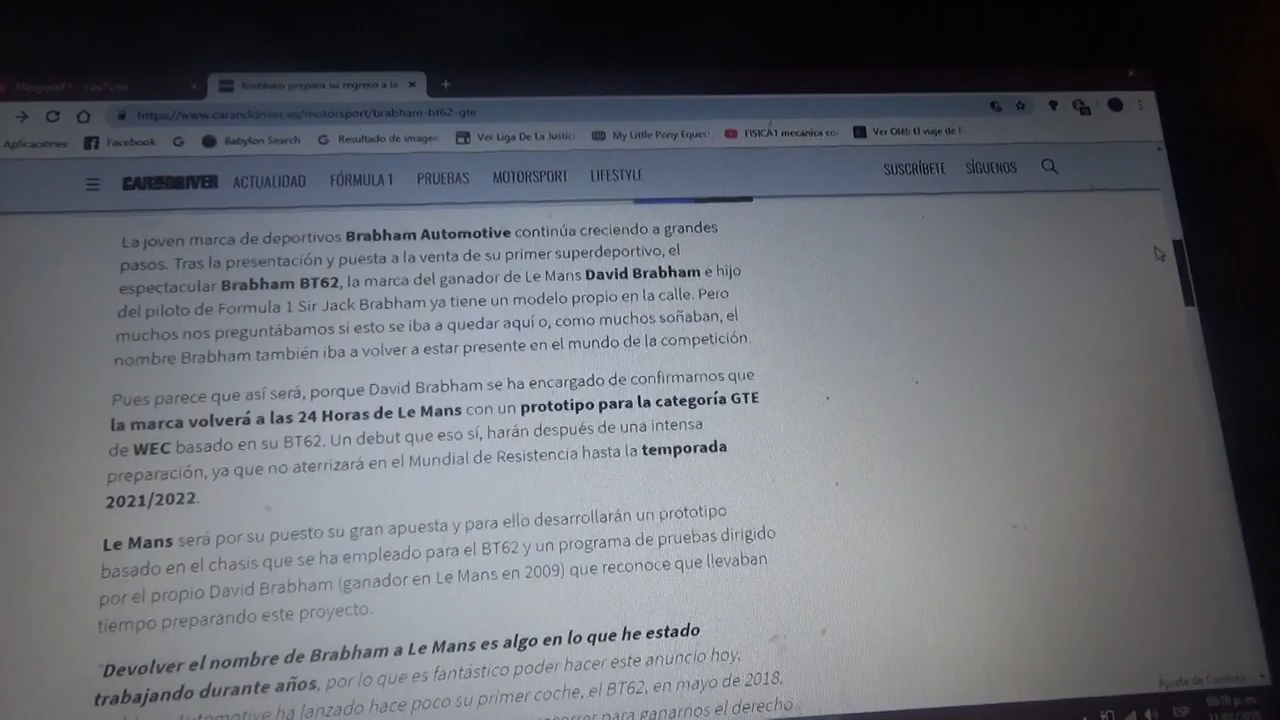 Brabham prepara su regreso a la
https://www.caranddriver.es/motorsport/brabham-bt62-gte
Aplicaciones Facebook Babylon Search Resultado de imagen Ver Liga De La Justic My Little Pony Equest FISICA1 mecanica co Ver Olé!: El viaje de F
CAR AND DRIVER ACTUALIDAD FÓRMULA 1 PRUEBAS MOTORSPORT LIFESTYLE SUSCRÍBETE SÍGUENOS
La joven marca de deportivos Brabham Automotive continúa creciendo a grandes
pasos. Tras la presentación y puesta a la venta de su primer superdeportivo, el
espectacular Brabham BT62, la marca del ganador de Le Mans David Brabham e hijo
del piloto de Formula 1 Sir Jack Brabham ya tiene un modelo propio en la calle. Pero
muchos nos preguntábamos si esto se iba a quedar aquí o, como muchos soñaban, el
nombre Brabham también iba a volver a estar presente en el mundo de la competición.
Pues parece que así será, porque David Brabham se ha encargado de confirmarnos que
la marca volverá a las 24 Horas de Le Mans con un prototipo para la categoría GTE
de WEC basado en su BT62. Un debut que eso sí, harán después de una intensa
preparación, ya que no aterrizará en el Mundial de Resistencia hasta la temporada
2021/2022.
Le Mans será por su puesto su gran apuesta y para ello desarrollarán un prototipo
basado en el chasis que se ha empleado para el BT62 y un programa de pruebas dirigido
por el propio David Brabham (ganador en Le Mans en 2009) que reconoce que llevaban
tiempo preparando este proyecto.
"Devolver el nombre de Brabham a Le Mans es algo en lo que he estado
trabajando durante años, por lo que es fantástico poder hacer este anuncio hoy.
Automotive ha lanzado hace poco su primer coche, el BT62, en mayo de 2018,
para ganarnos el derecho
ESP